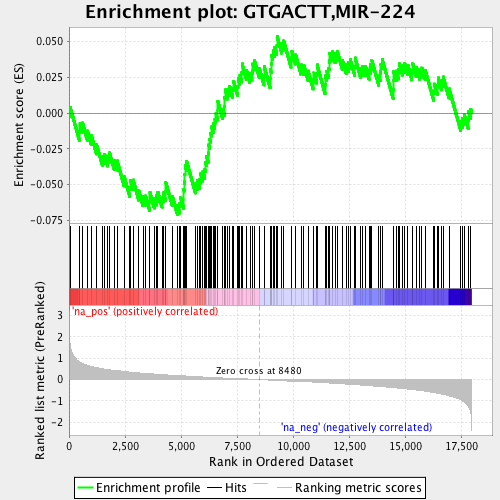 Enrichment plot: GTGACTT,MIR-224
Enrichment score (ES)
0.050
0.025
0.000
-0.025
-0.050
-0.075
'na_pos' (positively correlated)
Ranked list metric (PreRanked)
3
2
1
0
-1
-2
Zero cross at 8480
'na_neg' (negatively correlated)
0
2,500
5,000
7,500
10,000
12,500
15,000
17,500
Rank in Ordered Dataset
Enrichment profile
Hits
Ranking metric scores